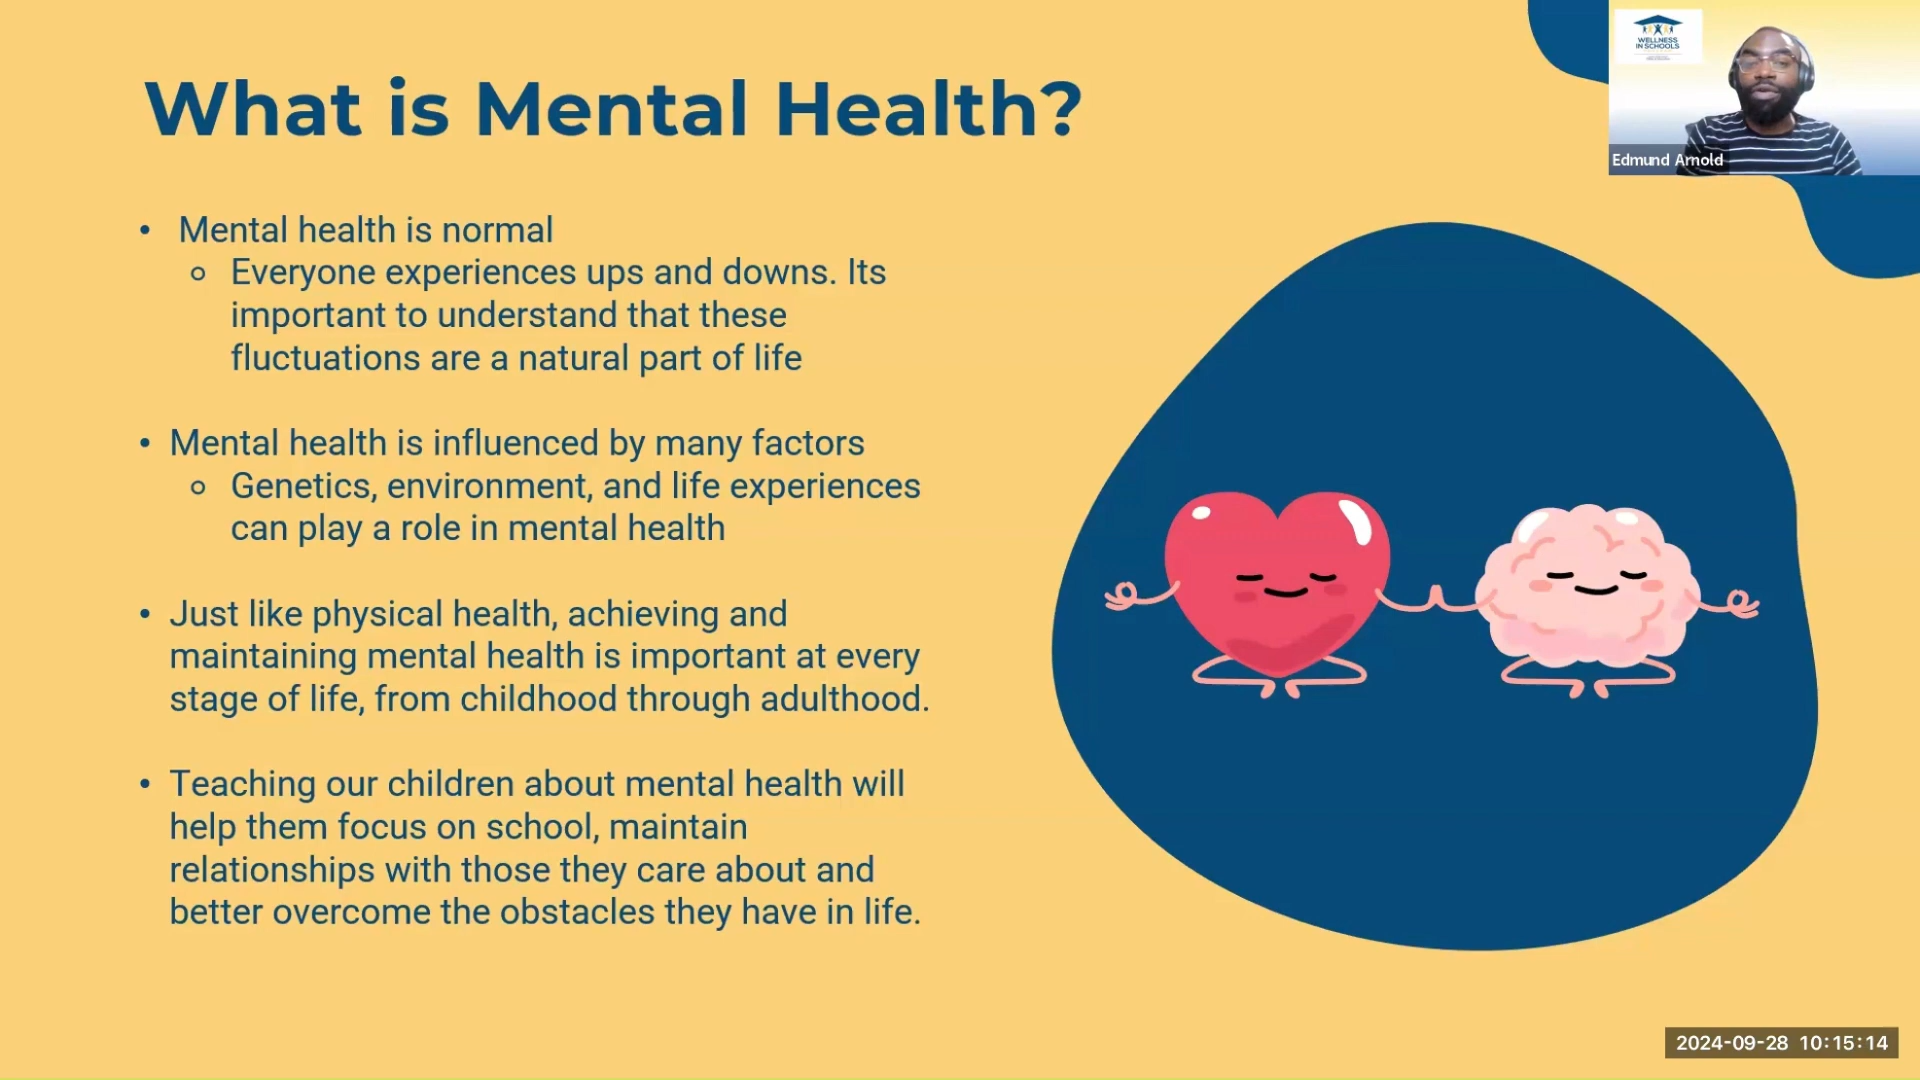 What is Mental Health?
WELLNESS
IN SCHOOLS
Edmund Arnold
• Mental health is normal
o Everyone experiences ups and downs. Its
important to understand that these
fluctuations are a natural part of life
• Mental health is influenced by many factors
o Genetics, environment, and life experiences
can play a role in mental health
• Just like physical health, achieving and
maintaining mental health is important at every
stage of life, from childhood through adulthood.
• Teaching our children about mental health will
help them focus on school, maintain
relationships with those they care about and
better overcome the obstacles they have in life.
2024-09-28 10:15:14